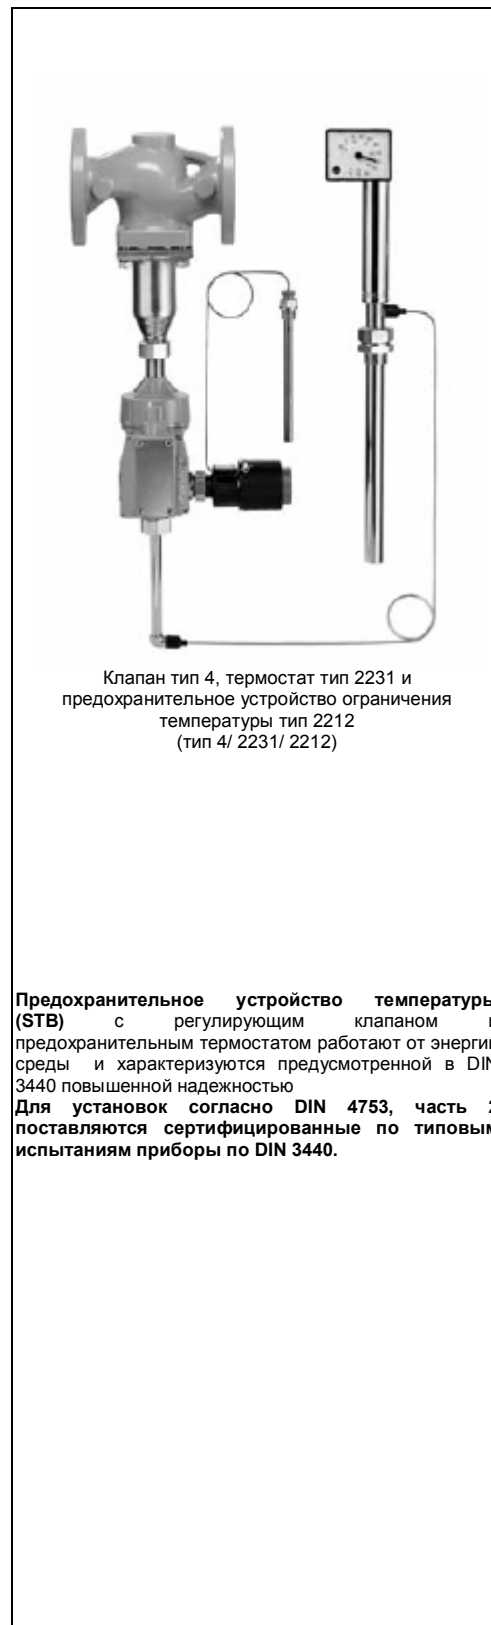 Клапан тип 4, термостат тип 2231 и
предохранительное устройство ограничения
температуры тип 2212
(тип 4/ 2231/ 2212)
Предохранительное устройство температуры
(STB) с регулирующим клапаном
предохранительным термостатом работают от энергии
среды и характеризуются предусмотренной в DIN
3440 повышенной надежностью
Для установок согласно DIN 4753, часть 2
поставляются сертифицированные по типовым
испытаниям приборы по DIN 3440.